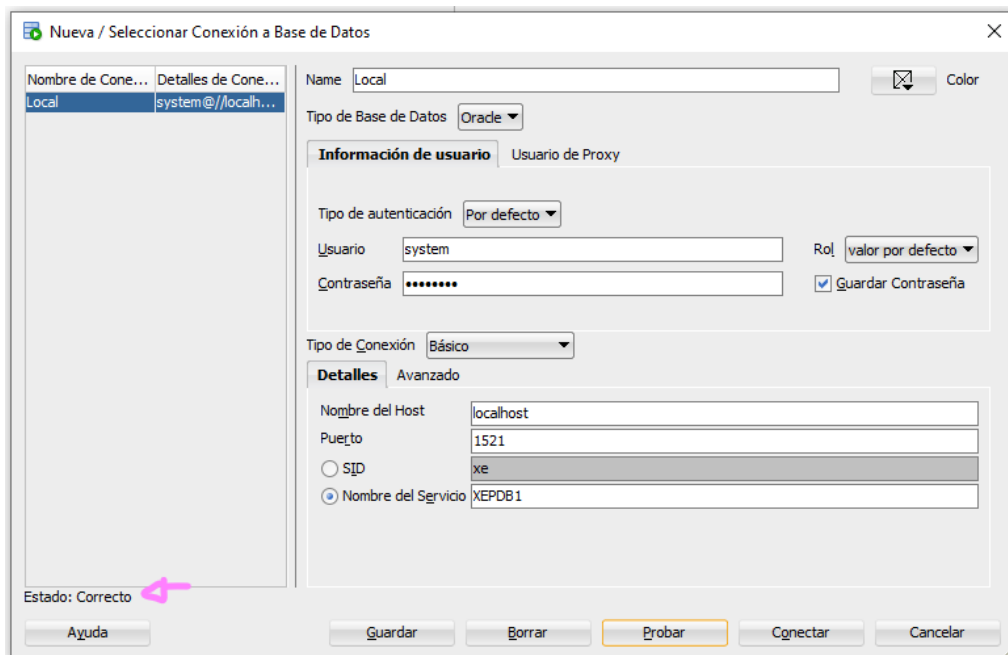 Nueva / Seleccionar Conexión a Base de Datos
Nombre de Cone... Detalles de Cone...
Local system@//localh...
Name Local Color
Tipo de Base de Datos Oracle
Información de usuario Usuario de Proxy
Tipo de autenticación Por defecto
Usuario system Rol valor por defecto
Contraseña •••••••• Guardar Contraseña
Tipo de Conexión Básico
Detalles Avanzado
Nombre del Host localhost
Puerto 1521
SID xe
Nombre del Servicio XEPDB1
Estado: Correcto
Ayuda Guardar Borrar Probar Conectar Cancelar